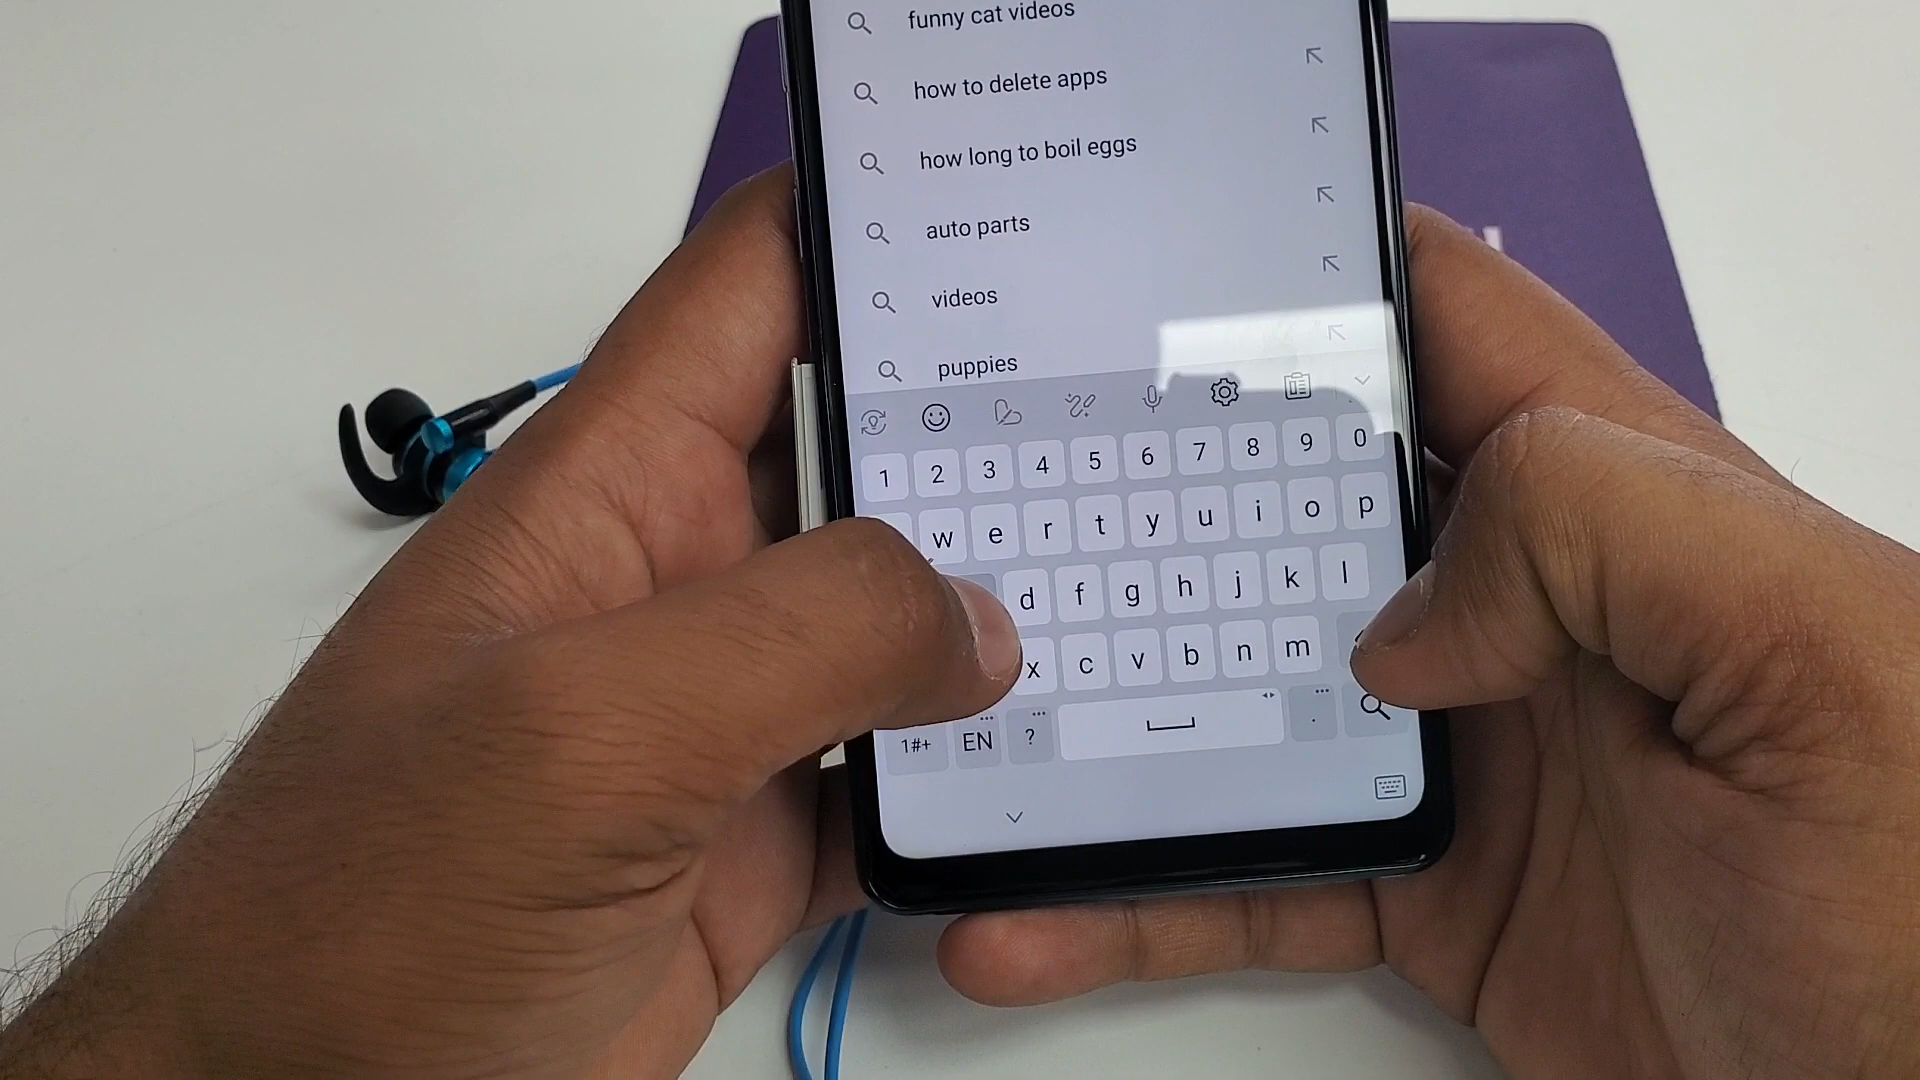 funny cat videos
how to delete apps
how long to boil eggs
auto parts
videos
puppies
1 2 3 4 5 6 7 8 9 0
w e r t y u i o p
d f g h j k l
x c v b n m
1#+ EN ? .